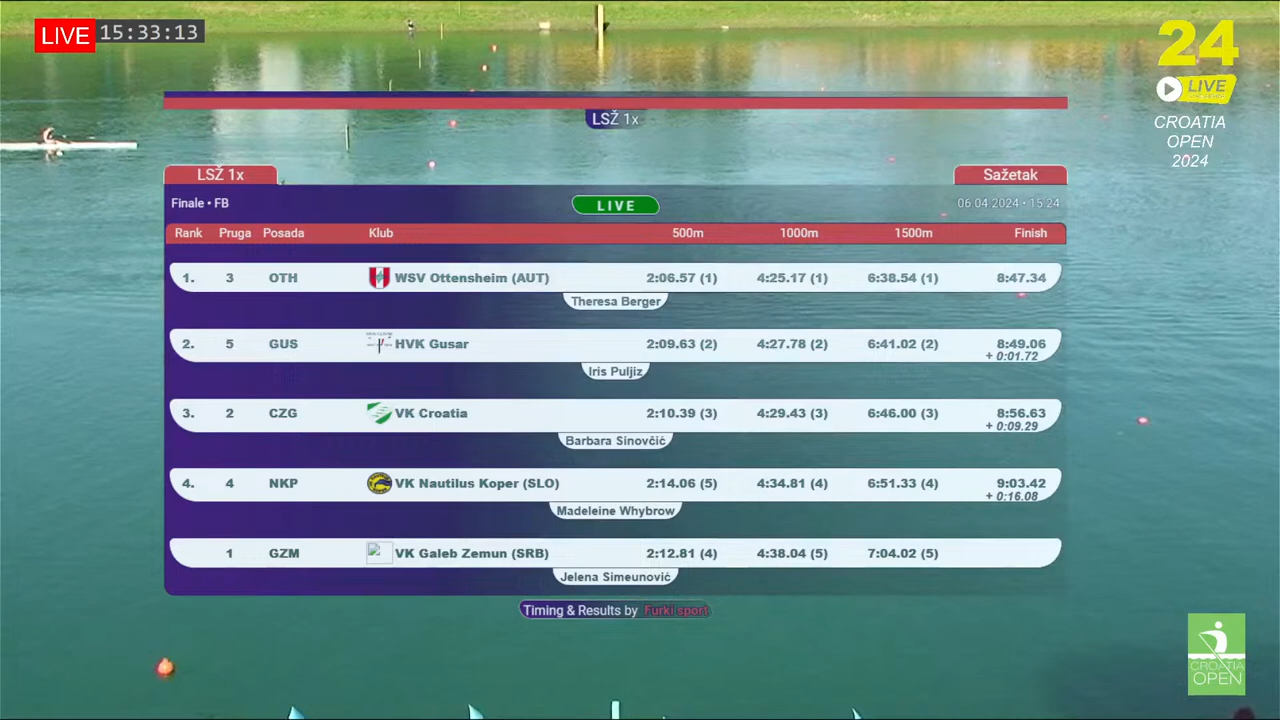 LIVE 15:33:13
24
LIVE
CROATIA
OPEN
2024
LSŽ 1x
LSŽ 1x Sažetak
Finale • FB LIVE 06.04.2024 • 15:24
Rank Pruga Posada Klub 500m 1000m 1500m Finish
1. 3 OTH WSV Ottensheim (AUT) 2:06.57 (1) 4:25.17 (1) 6:38.54 (1) 8:47.34
Theresa Berger
2. 5 GUS HVK Gusar 2:09.63 (2) 4:27.78 (2) 6:41.02 (2) 8:49.06
+ 0:01.72
Iris Puljiz
3. 2 CZG VK Croatia 2:10.39 (3) 4:29.43 (3) 6:46.00 (3) 8:56.63
+ 0:09.29
Barbara Sinovčić
4. 4 NKP VK Nautilus Koper (SLO) 2:14.06 (5) 4:34.81 (4) 6:51.33 (4) 9:03.42
+ 0:16.08
Madeleine Whybrow
1 GZM VK Galeb Zemun (SRB) 2:12.81 (4) 4:38.04 (5) 7:04.02 (5)
Jelena Simeunović
Timing & Results by Furki sport
CROATIA
OPEN